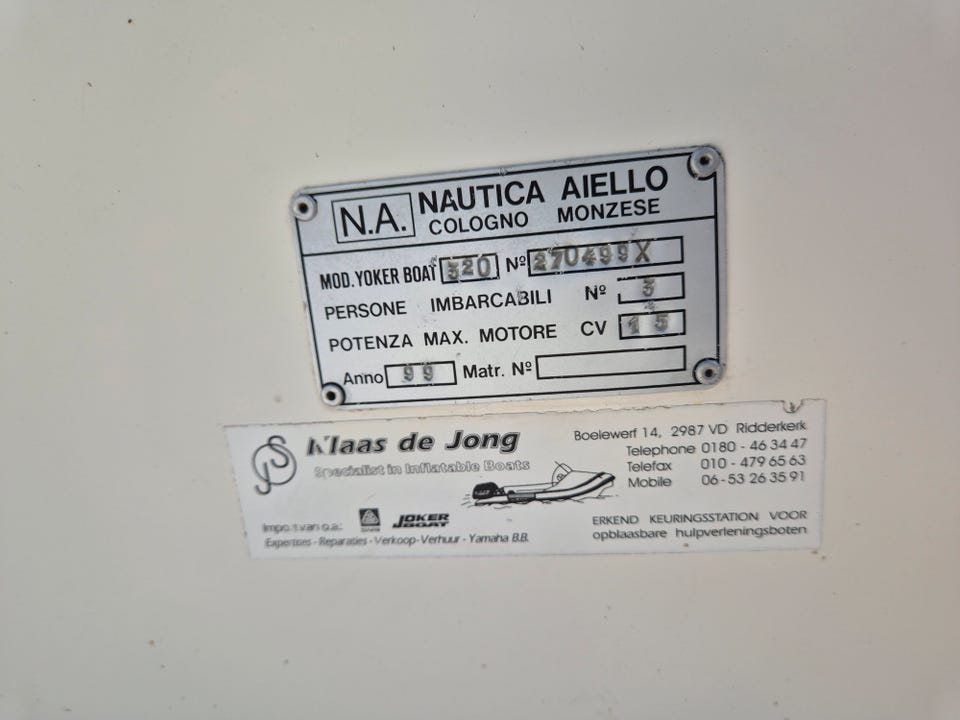 N.A. NAUTICA AIELLO
COLOGNO MONZESE
MOD. YOKER BOAT 320 Nº 270499X
PERSONE IMBARCABILI Nº 3
POTENZA MAX. MOTORE CV 15
Anno 99 Matr. Nº
Klaas de Jong
Specialist in Inflatable Boats
Boelewerf 14, 2987 VD Ridderkerk
Telephone 0180 - 46 34 47
Telefax 010 - 479 65 63
Mobile 06 - 53 26 35 91
Import van o.a.:
JOKER BOAT
Expertises - Reparaties - Verkoop - Verhuur - Yamaha B.B.
ERKEND KEURINGSSTATION VOOR
opblaasbare hulpverleningsboten